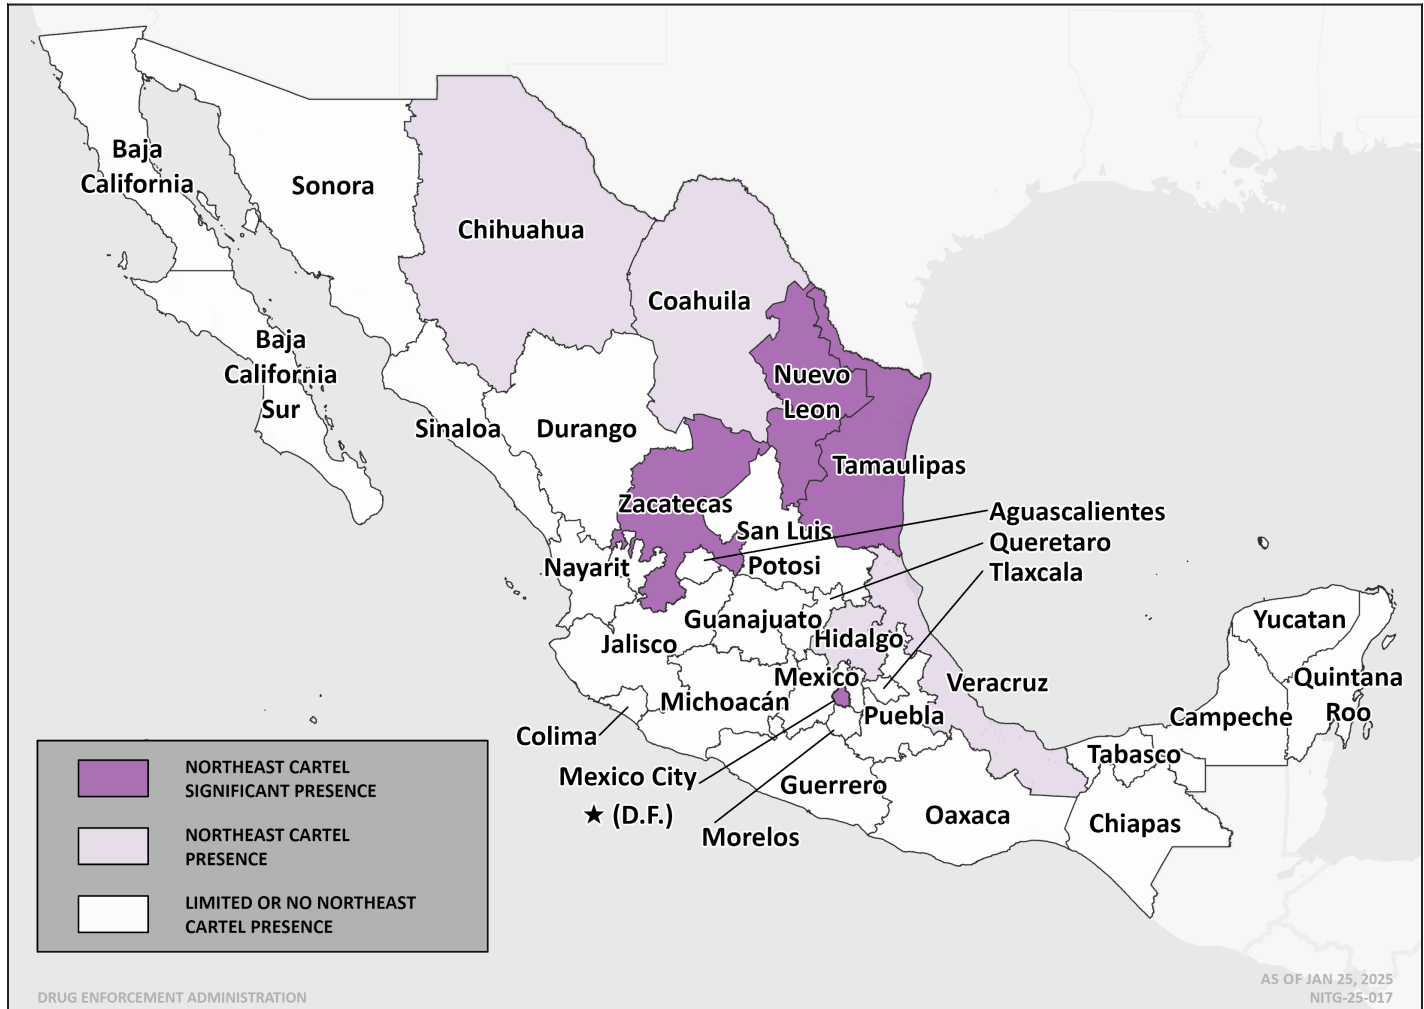 Baja
California
Sonora
Chihuahua
Coahuila
Baja
California
Sur
Nuevo
Leon
Sinaloa
Durango
Tamaulipas
Zacatecas
San Luis
Potosi
Aguascalientes
Queretaro
Tlaxcala
Nayarit
Guanajuato
Hidalgo
Jalisco
Yucatan
Mexico
Veracruz
Quintana
Roo
Michoacán
Puebla
Campeche
Colima
Tabasco
Mexico City
★ (D.F.)
Guerrero
Oaxaca
Chiapas
Morelos
NORTHEAST CARTEL
SIGNIFICANT PRESENCE
NORTHEAST CARTEL
PRESENCE
LIMITED OR NO NORTHEAST
CARTEL PRESENCE
DRUG ENFORCEMENT ADMINISTRATION
AS OF JAN 25, 2025
NITG-25-017